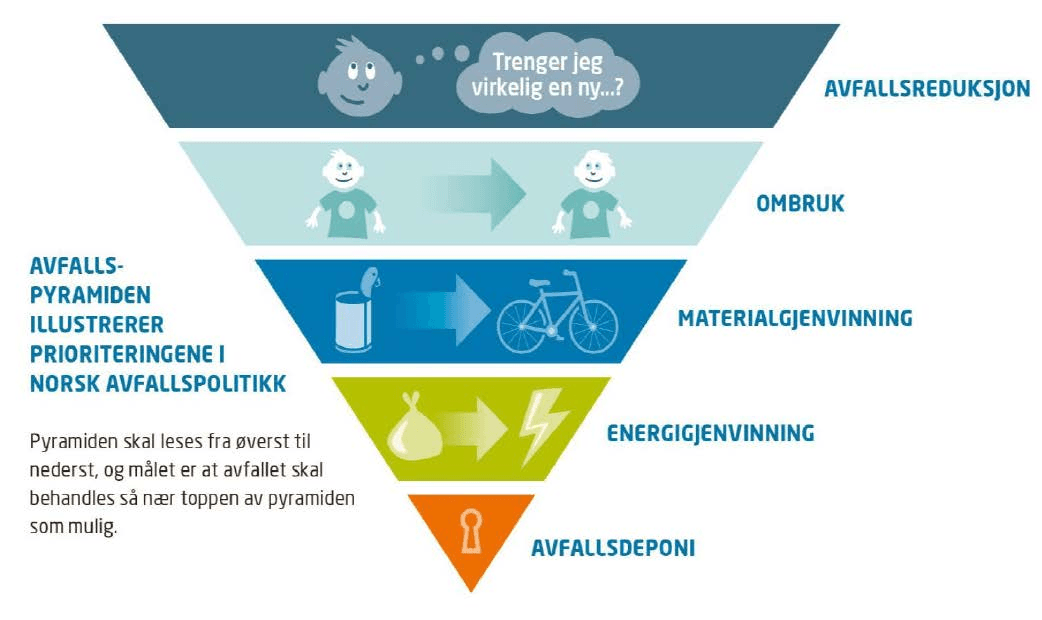 Trenger jeg
virkelig en ny...?
AVFALLSREDUKSJON
OMBRUK
AVFALLS-
PYRAMIDEN
ILLUSTRERER
PRIORITERINGENE I
NORSK AVFALLSPOLITIKK
Pyramiden skal leses fra øverst til
nederst, og målet er at avfallet skal
behandles så nær toppen av pyramiden
som mulig.
MATERIALGJENVINNING
ENERGIGJENVINNING
AVFALLSDEPONI